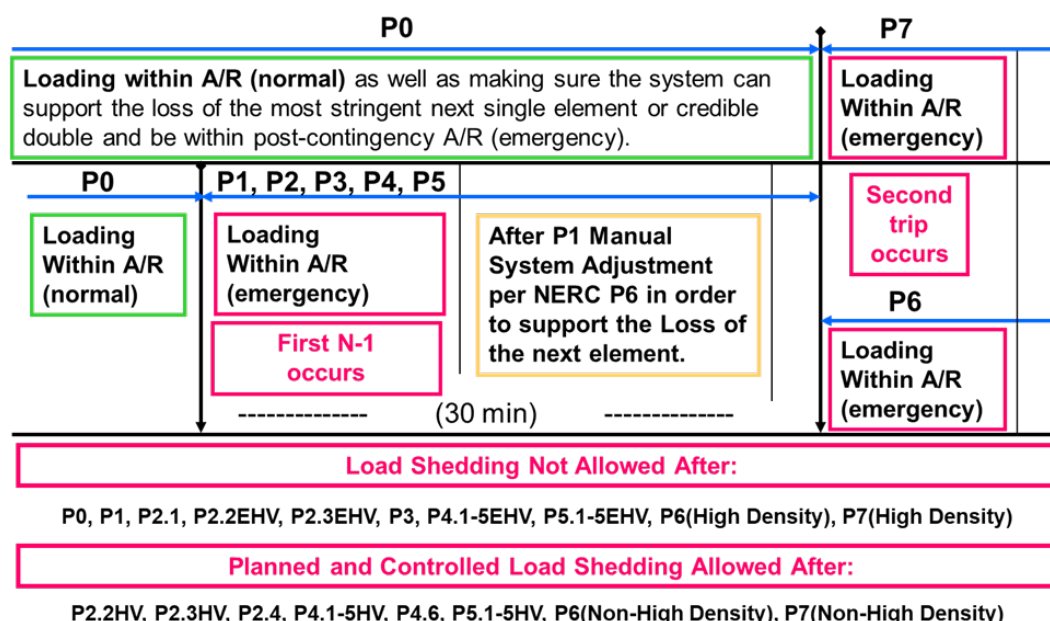 P0
P7
Loading within A/R (normal) as well as making sure the system can
support the loss of the most stringent next single element or credible
double and be within post-contingency A/R (emergency).
Loading
Within A/R
(emergency)
P0
P1, P2, P3, P4, P5
Loading
Within A/R
(normal)
Loading
Within A/R
(emergency)
First N-1
occurs
After P1 Manual
System Adjustment
per NERC P6 in order
to support the Loss of
the next element.
Second
trip
occurs
P6
Loading
Within A/R
(emergency)
-------------- (30 min) --------------
Load Shedding Not Allowed After:
P0, P1, P2.1, P2.2EHV, P2.3EHV, P3, P4.1-5EHV, P5.1-5EHV, P6(High Density), P7(High Density)
Planned and Controlled Load Shedding Allowed After:
P2.2HV, P2.3HV, P2.4, P4.1-5HV, P4.6, P5.1-5HV, P6(Non-High Density), P7(Non-High Density)